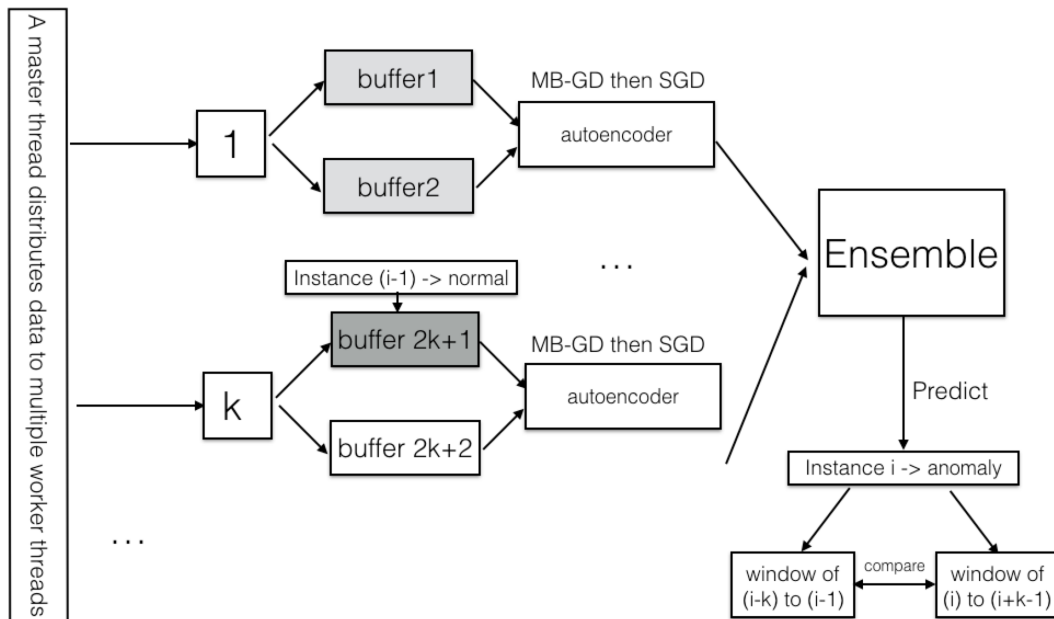 A master thread distributes data to multiple worker threads
1
buffer1
buffer2
MB-GD then SGD
autoencoder
Ensemble
...
Instance (i-1) -> normal
k
buffer 2k+1
buffer 2k+2
MB-GD then SGD
autoencoder
Predict
Instance i -> anomaly
...
window of
(i-k) to (i-1)
compare
window of
(i) to (i+k-1)